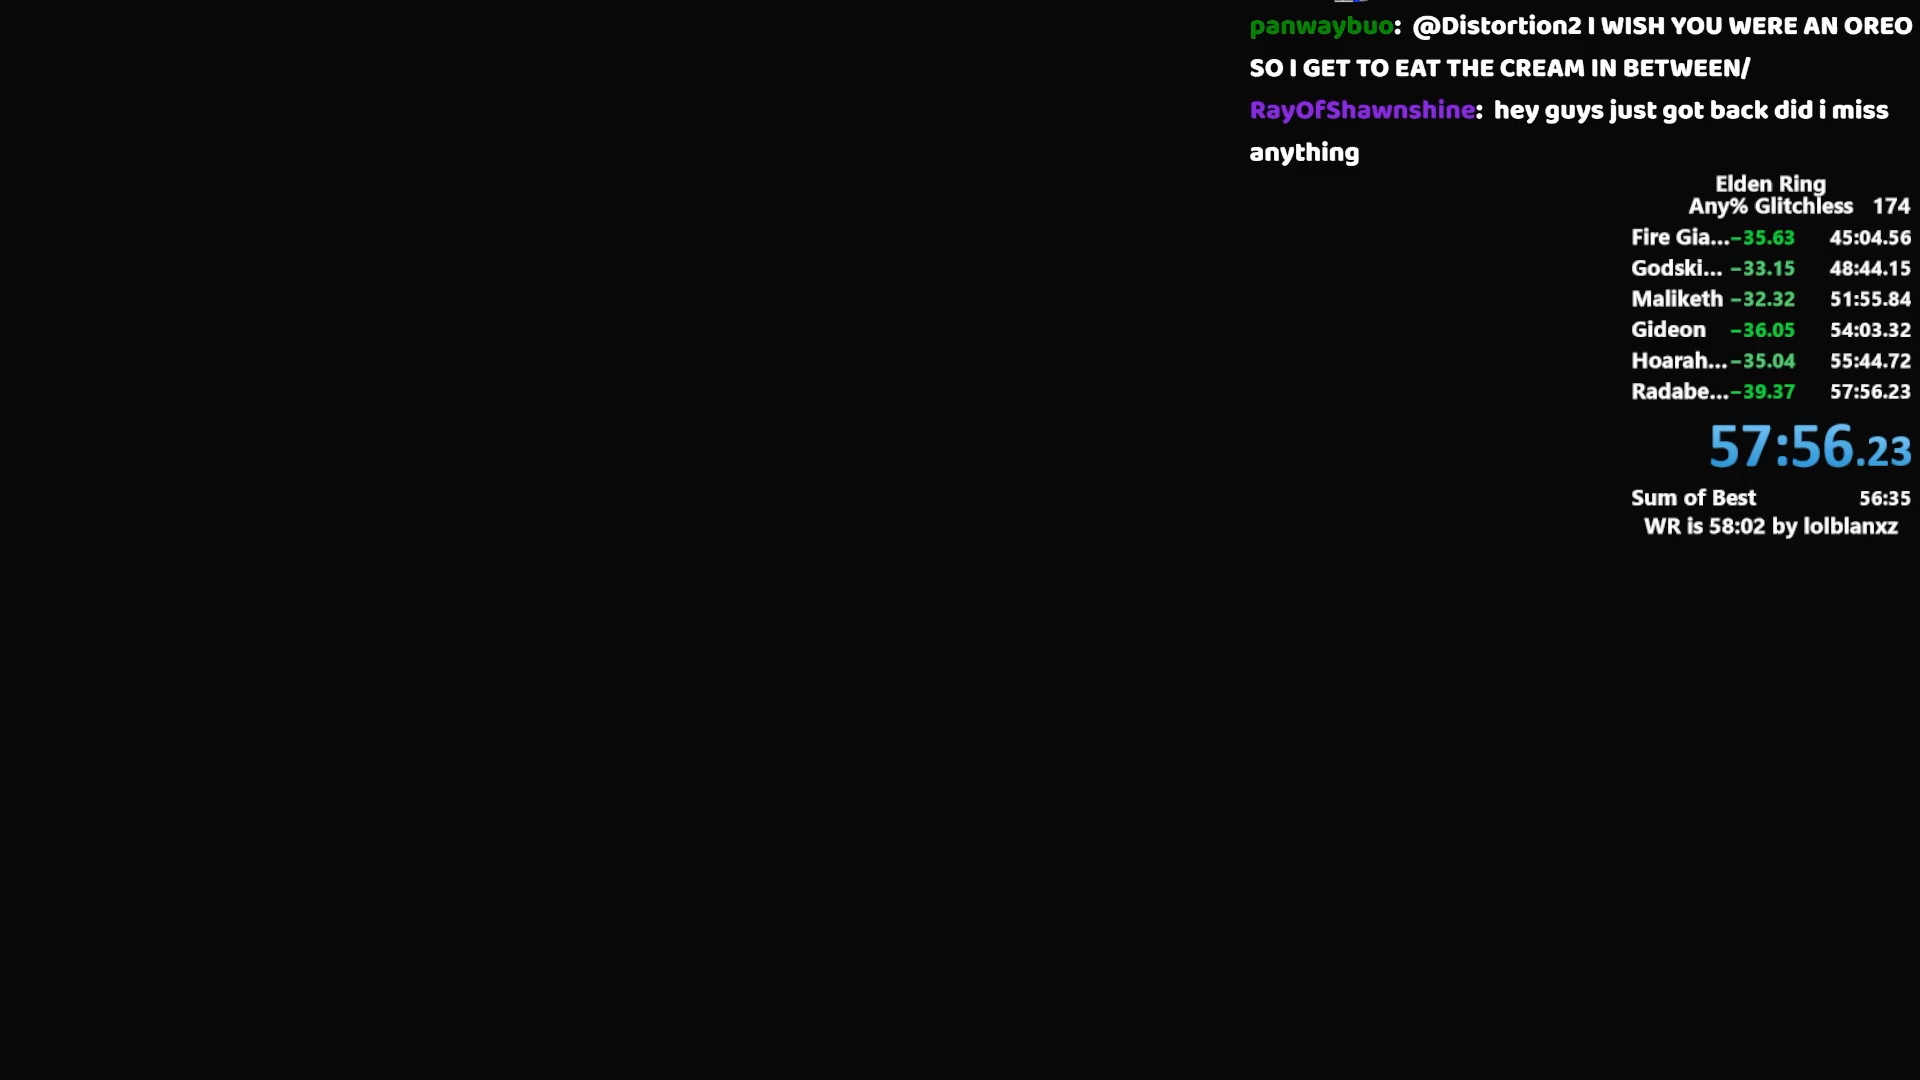 panwaybuo: @Distortion2 I WISH YOU WERE AN OREO
SO I GET TO EAT THE CREAM IN BETWEEN/
RayOfShawnshine: hey guys just got back did i miss
anything
Elden Ring
Any% Glitchless 174
Fire Gia... −35.63 45:04.56
Godski... −33.15 48:44.15
Maliketh −32.32 51:55.84
Gideon −36.05 54:03.32
Hoarah... −35.04 55:44.72
Radabe... −39.37 57:56.23
57:56.23
Sum of Best 56:35
WR is 58:02 by lolblanxz